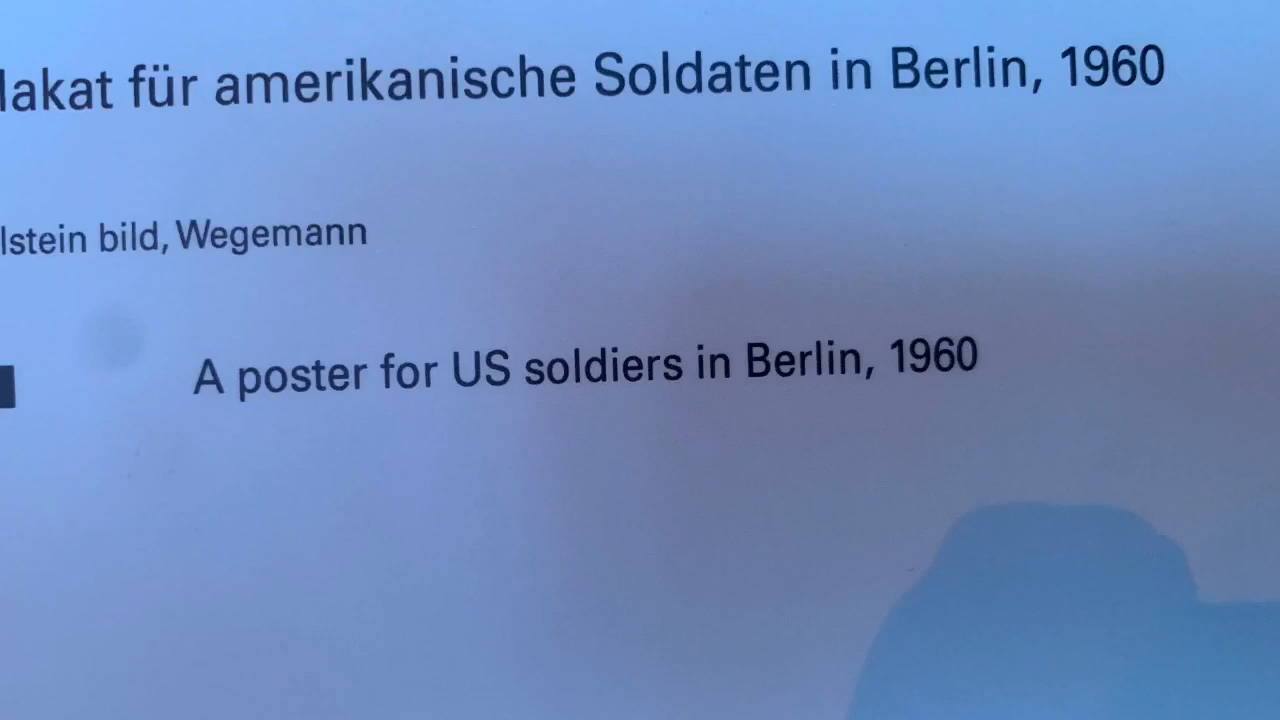 lakat für amerikanische Soldaten in Berlin, 1960
lstein bild, Wegemann
A poster for US soldiers in Berlin, 1960